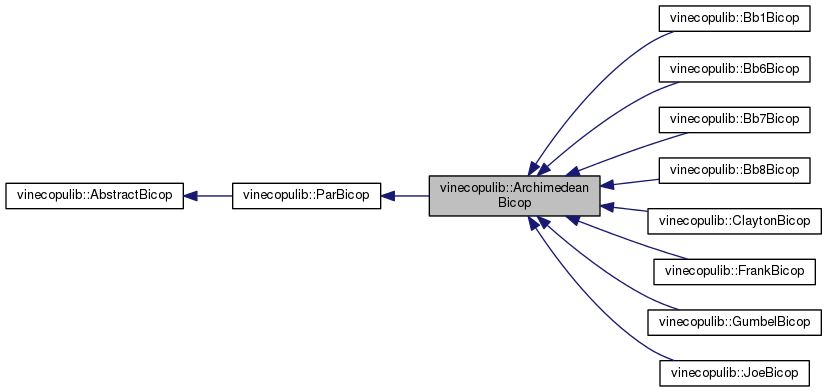 vinecopulib::Bb1Bicop
vinecopulib::Bb6Bicop
vinecopulib::Bb7Bicop
vinecopulib::Bb8Bicop
vinecopulib::AbstractBicop
vinecopulib::ParBicop
vinecopulib::Archimedean
Bicop
vinecopulib::ClaytonBicop
vinecopulib::FrankBicop
vinecopulib::GumbelBicop
vinecopulib::JoeBicop